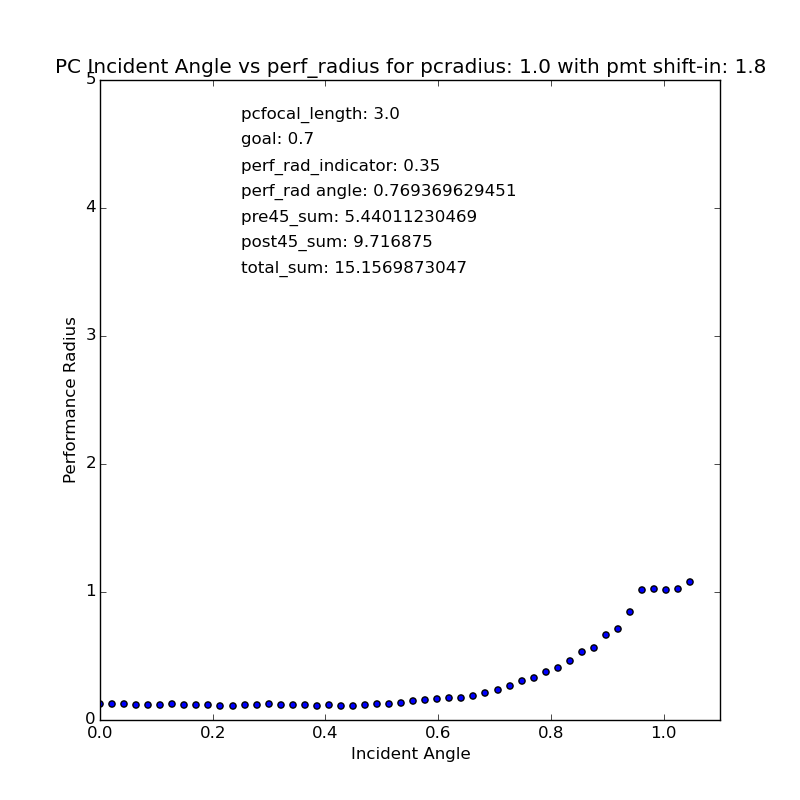 PC Incident Angle vs perf_radius for pcradius: 1.0 with pmt shift-in: 1.8
5
pcfocal_length: 3.0
goal: 0.7
perf_rad_indicator: 0.35
perf_rad angle: 0.769369629451
4
pre45_sum: 5.44011230469
post45_sum: 9.716875
total_sum: 15.1569873047
3
Performance Radius
2
1
0
0.0 0.2 0.4 0.6 0.8 1.0
Incident Angle